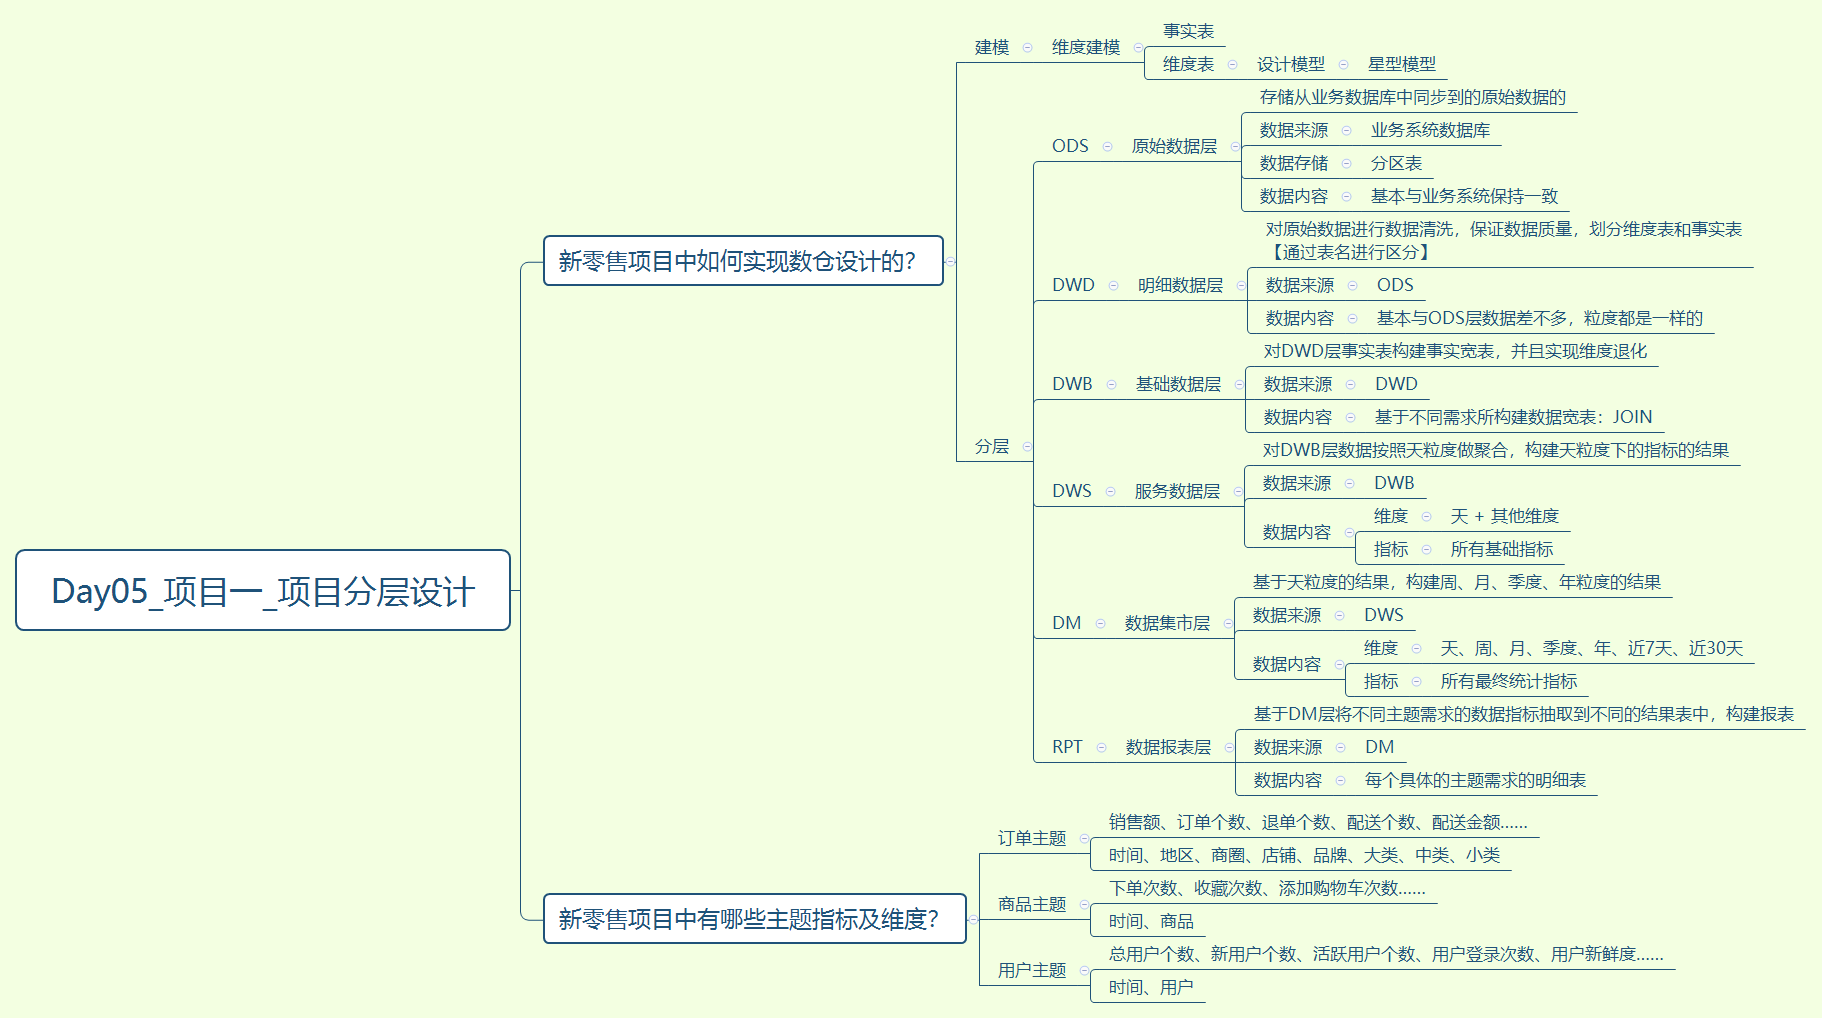 Day05_项目一_项目分层设计
新零售项目中如何实现数仓设计的？
建模
维度建模
事实表
维度表
设计模型
星型模型
分层
ODS
原始数据层
存储从业务数据库中同步到的原始数据的
数据来源
业务系统数据库
数据存储
分区表
数据内容
基本与业务系统保持一致
DWD
明细数据层
对原始数据进行数据清洗，保证数据质量，划分维度表和事实表
【通过表名进行区分】
数据来源
ODS
数据内容
基本与ODS层数据差不多，粒度都是一样的
DWB
基础数据层
对DWD层事实表构建事实宽表，并且实现维度退化
数据来源
DWD
数据内容
基于不同需求所构建数据宽表：JOIN
DWS
服务数据层
对DWB层数据按照天粒度做聚合，构建天粒度下的指标的结果
数据来源
DWB
数据内容
维度
天 + 其他维度
指标
所有基础指标
DM
数据集市层
基于天粒度的结果，构建周、月、季度、年粒度的结果
数据来源
DWS
数据内容
维度
天、周、月、季度、年、近7天、近30天
指标
所有最终统计指标
RPT
数据报表层
基于DM层将不同主题需求的数据指标抽取到不同的结果表中，构建报表
数据来源
DM
数据内容
每个具体的主题需求的明细表
新零售项目中有哪些主题指标及维度？
订单主题
销售额、订单个数、退单个数、配送个数、配送金额......
时间、地区、商圈、店铺、品牌、大类、中类、小类
商品主题
下单次数、收藏次数、添加购物车次数......
时间、商品
用户主题
总用户个数、新用户个数、活跃用户个数、用户登录次数、用户新鲜度......
时间、用户